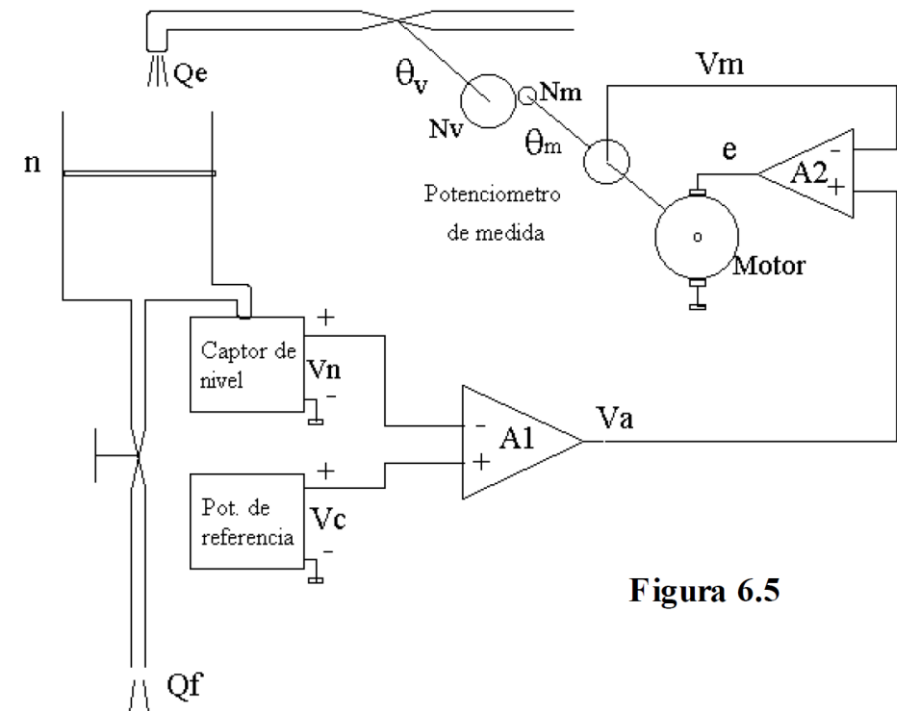 Qe
θv
Nv
Nm
θm
Vm
n
e
-
A2
+
Potenciometro
de medida
Motor
Captor de
nivel
+
Vn
-
Va
-
A1
+
Pot. de
referencia
+
Vc
-
Figura 6.5
Qf